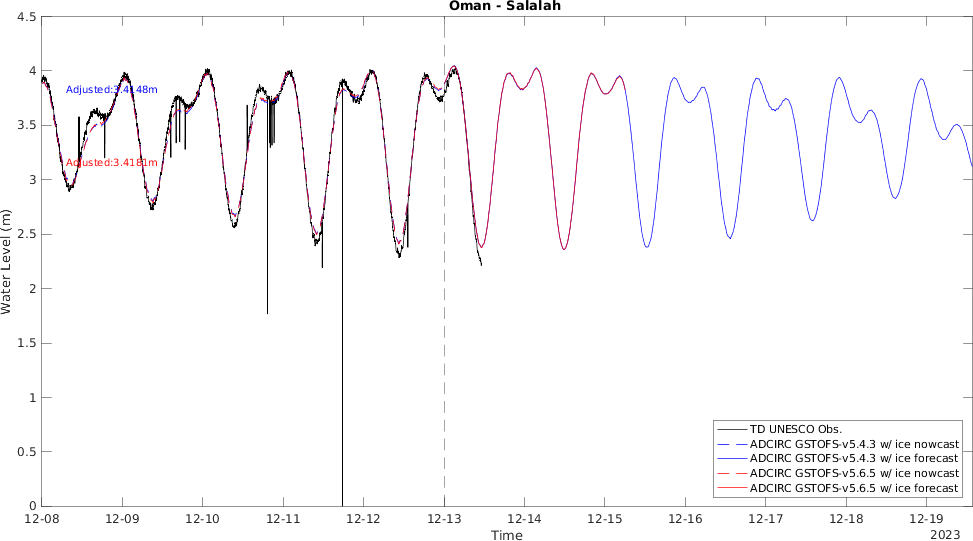 Oman - Salalah
4.5
4
3.5
3
2.5
2
1.5
1
0.5
0
Water Level (m)
Adjusted:3.4148m
Adjusted:3.4181m
TD UNESCO Obs.
ADCIRC GSTOFS-v5.4.3 w/ ice nowcast
ADCIRC GSTOFS-v5.4.3 w/ ice forecast
ADCIRC GSTOFS-v5.6.5 w/ ice nowcast
ADCIRC GSTOFS-v5.6.5 w/ ice forecast
12-08 12-09 12-10 12-11 12-12 12-13 12-14 12-15 12-16 12-17 12-18 12-19
Time
2023